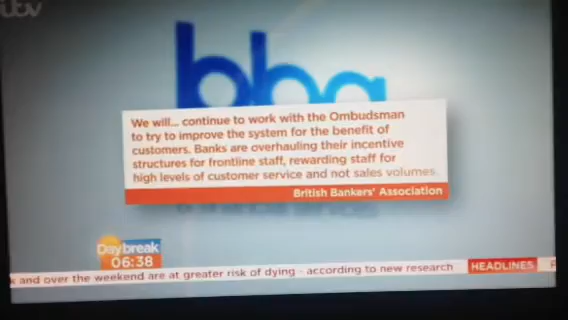 itv
bba
We will... continue to work with the Ombudsman
to try to improve the system for the benefit of
customers. Banks are overhauling their incentive
structures for frontline staff, rewarding staff for
high levels of customer service and not sales volumes.
British Bankers' Association
Daybreak
06:38
and over the weekend are at greater risk of dying - according to new research HEADLINES